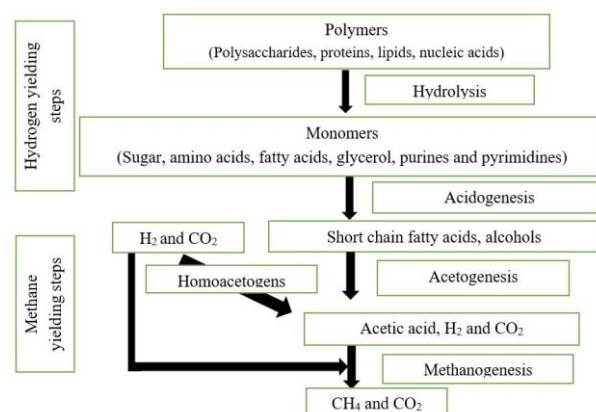 Polymers
(Polysaccharides, proteins, lipids, nucleic acids)
Hydrogen yielding
steps
Hydrolysis
Monomers
(Sugar, amino acids, fatty acids, glycerol, purines and pyrimidines)
Acidogenesis
H₂ and CO₂
Short chain fatty acids, alcohols
Methane
yielding steps
Homoacetogens
Acetogenesis
Acetic acid, H₂ and CO₂
Methanogenesis
CH₄ and CO₂